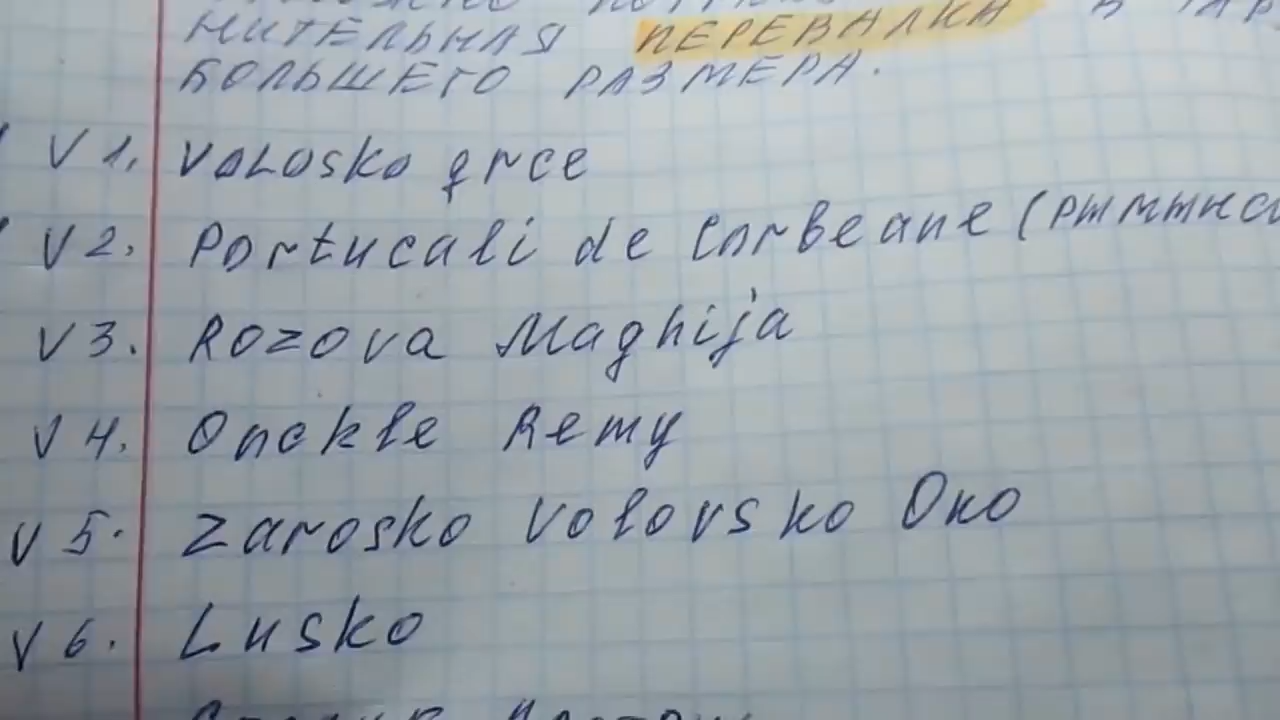 НИТЕЛЬНАЯ ПЕРЕВАЛКА В
БОЛЬШЕГО РАЗМЕРА.
V 1. Volosko grce
V 2. Portucali de Corbeane (
V 3. Rozova Maghija
V 4. Onckle Remy
V 5. Zarosko Volovsko Oko
V 6. Lusko